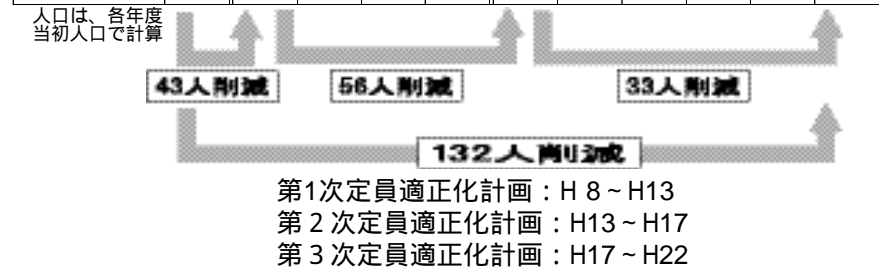 人口は、各年度
当初人口で計算
43人削減 56人削減 33人削減
132人削減
第1次定員適正化計画：H 8～H13
第２次定員適正化計画：H13～H17
第３次定員適正化計画：H17～H22